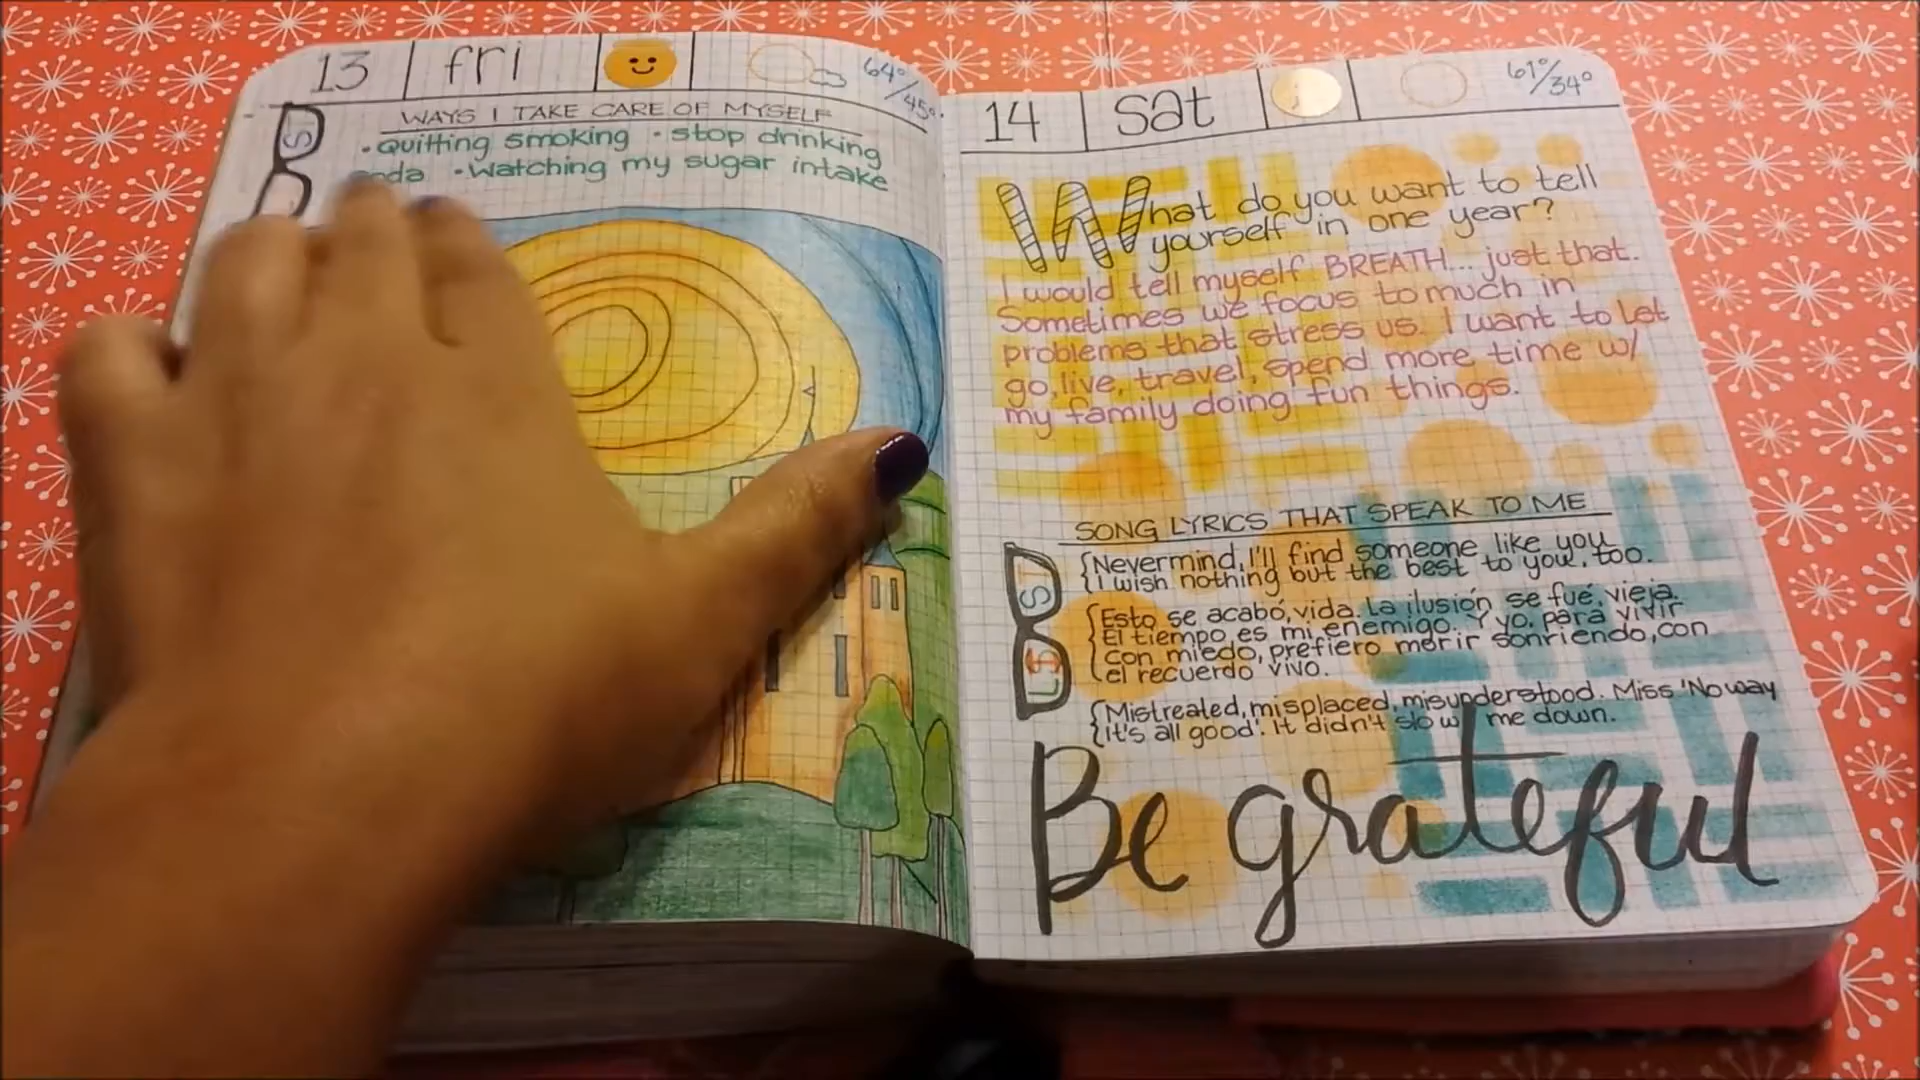 13 fri 64°/45°
WAYS I TAKE CARE OF MYSELF
• Quitting smoking • stop drinking
• Watching my sugar intake
14 sat 61°/34°
What do you want to tell
yourself in one year?
I would tell myself BREATH... just that.
Sometimes we focus to much in
problems that stress us. I want to let
go, live, travel, spend more time w/
my family doing fun things.
SONG LYRICS THAT SPEAK TO ME
LIST
{Nevermind, I'll find someone like you
{I wish nothing but the best to you, too.
{Esto se acabó, vida. La ilusión se fué, vieja.
El tiempo es mi enemigo. Y yo, para vivir
con miedo, prefiero merir sonriendo, con
el recuerdo vivo.
{Mistreated, misplaced, misunderstood. Miss 'No way
{it's all good'. It didn't slow me down.
Be grateful